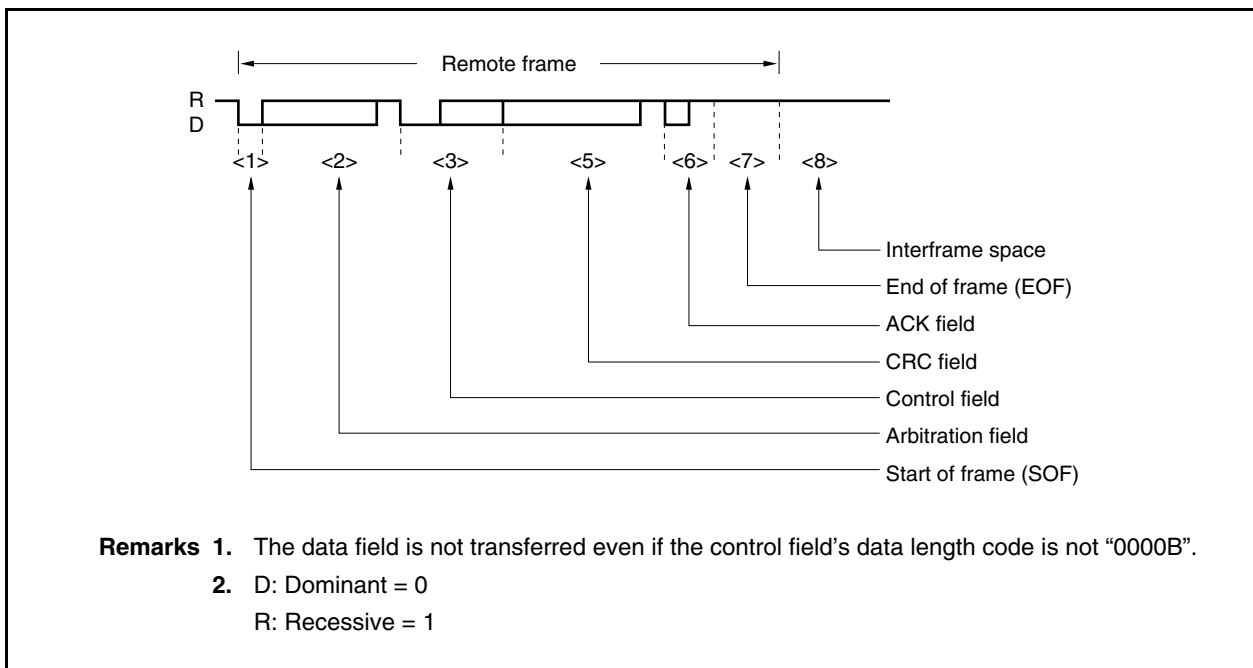 Remote frame
R
D
<1> <2> <3> <5> <6> <7> <8>
Interframe space
End of frame (EOF)
ACK field
CRC field
Control field
Arbitration field
Start of frame (SOF)
Remarks 1. The data field is not transferred even if the control field’s data length code is not “0000B”.
2. D: Dominant = 0
R: Recessive = 1